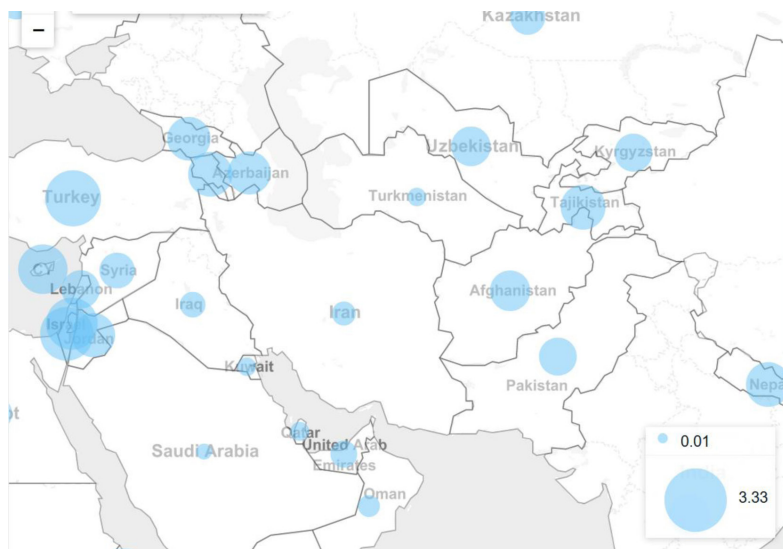 −
Kazakhstan
Georgia
Azerbaijan
Uzbekistan
Kyrgyzstan
Turkey
Turkmenistan
Tajikistan
Syria
Lebanon
Iraq
Iran
Afghanistan
Israel
Jordan
Kuwait
Pakistan
Nepa
Qatar
United Arab
Emirates
Saudi Arabia
Oman
0.01
3.33